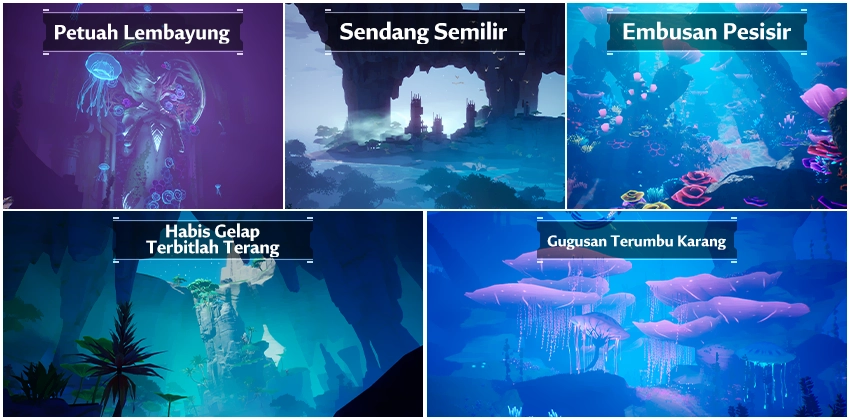 Petuah Lembayung
Sendang Semilir
Embusan Pesisir
Habis Gelap
Terbitlah Terang
Gugusan Terumbu Karang